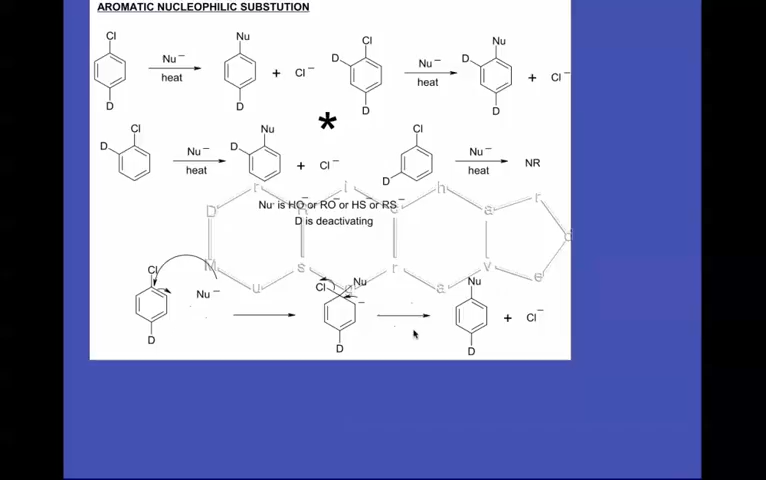 AROMATIC NUCLEOPHILIC SUBSTUTION
Cl Nu⁻ heat D Nu D + Cl⁻
Cl D D Nu⁻ heat Nu D D + Cl⁻
*
D Cl Nu⁻ heat D Nu + Cl⁻
Cl D Nu⁻ heat NR
Nu⁻ is HO⁻ or RO⁻ or HS⁻ or RS⁻
D is deactivating
Cl D Nu⁻ Cl Nu ⁻ D Nu D + Cl⁻